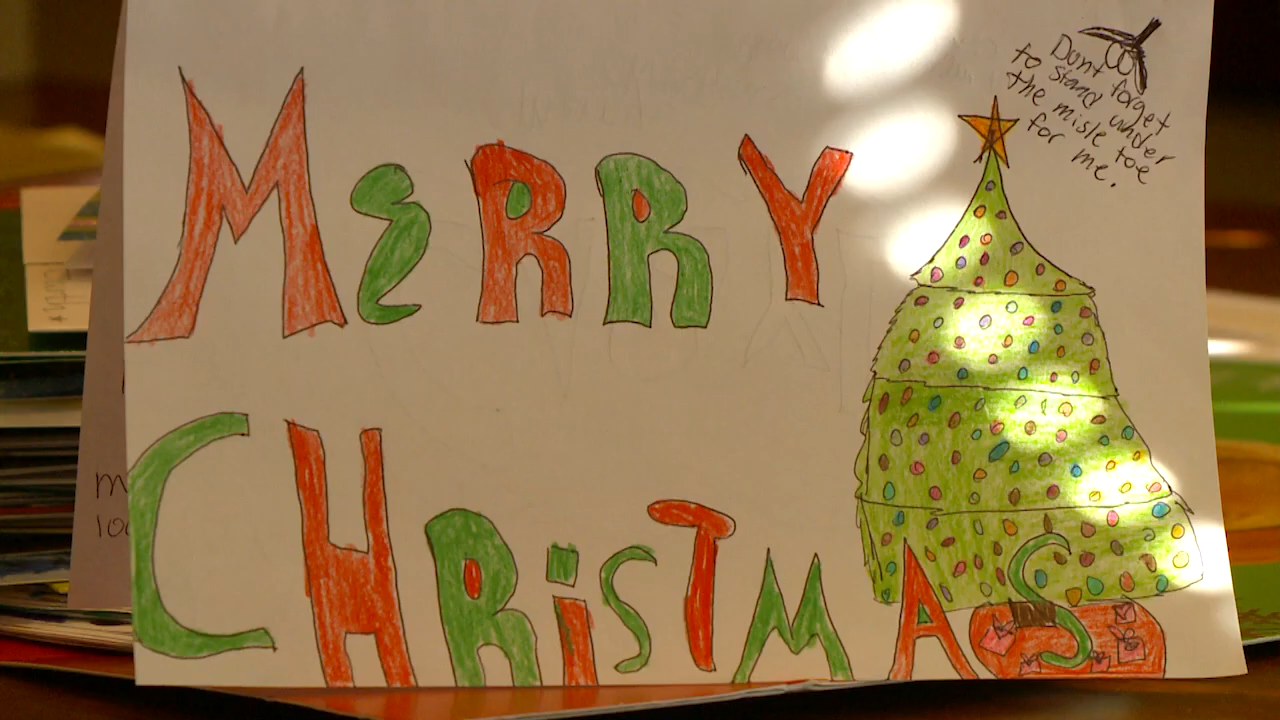 MERRY
CHRiSTMAS
Dont forget
to stand under
the misle toe
for me.